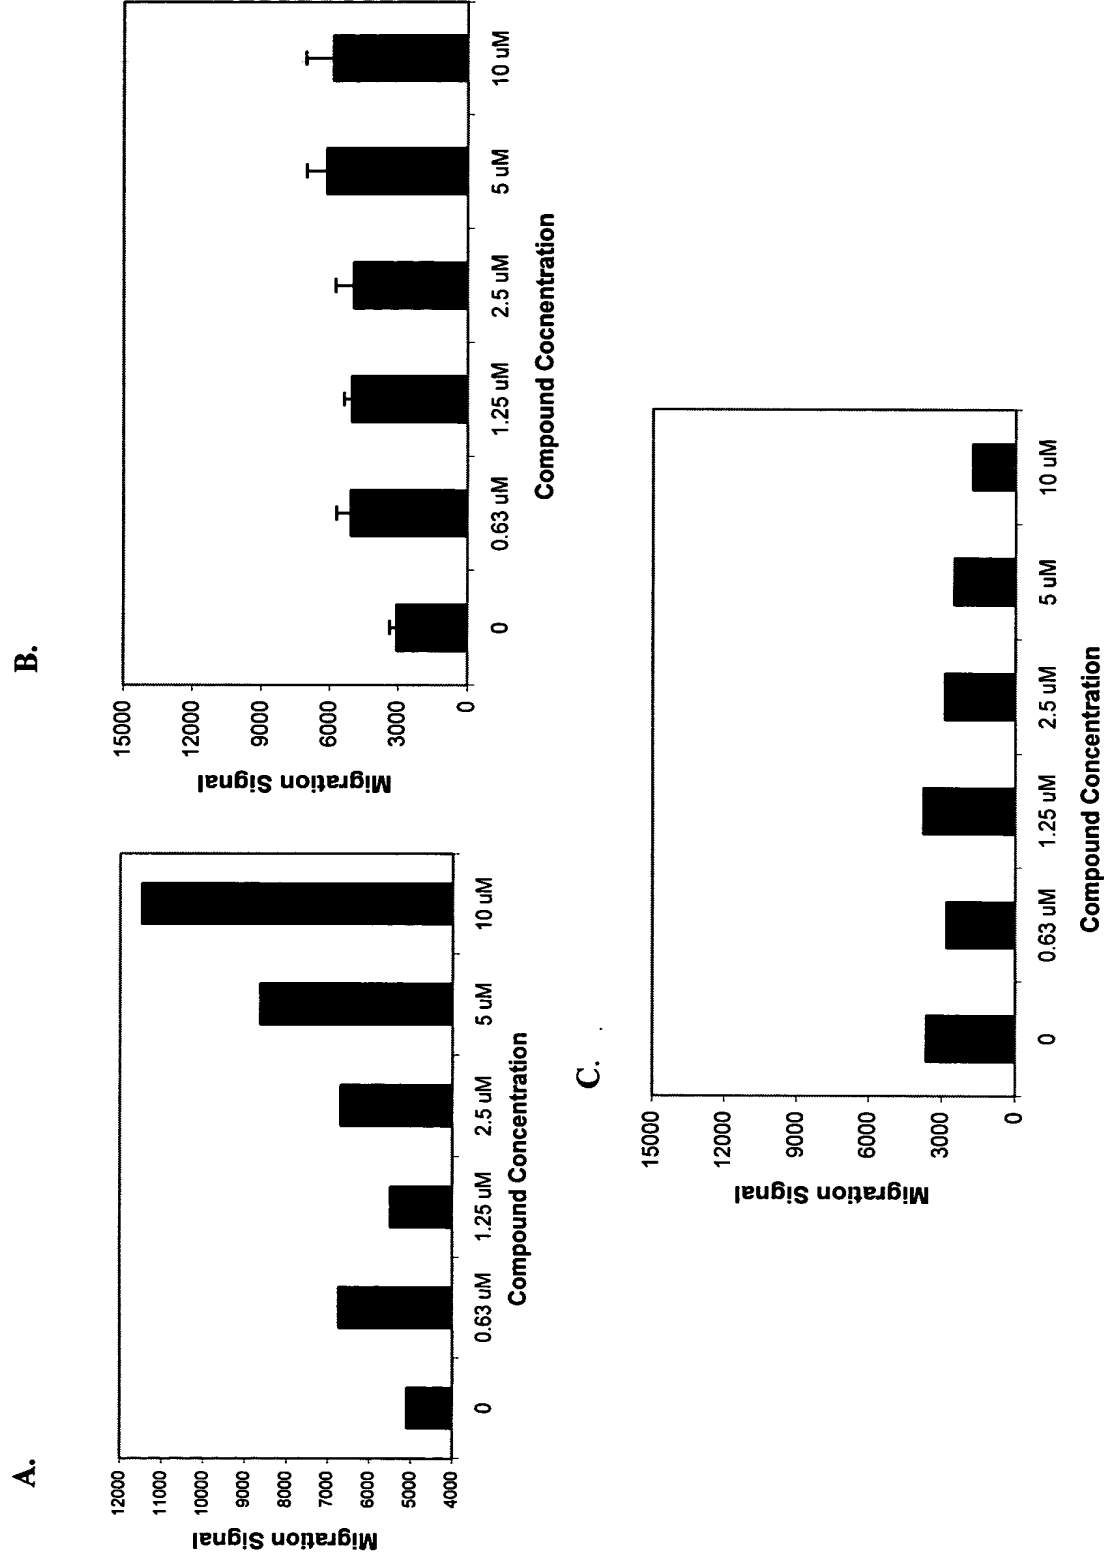 A.
12000
11000
10000
9000
8000
7000
6000
5000
4000
Migration Signal
0 0.63 uM 1.25 uM 2.5 uM 5 uM 10 uM
Compound Concentration
B.
15000
12000
9000
6000
3000
0
Migration Signal
0 0.63 uM 1.25 uM 2.5 uM 5 uM 10 uM
Compound Cocnentration
C.
15000
12000
9000
6000
3000
0
Migration Signal
0 0.63 uM 1.25 uM 2.5 uM 5 uM 10 uM
Compound Concentration